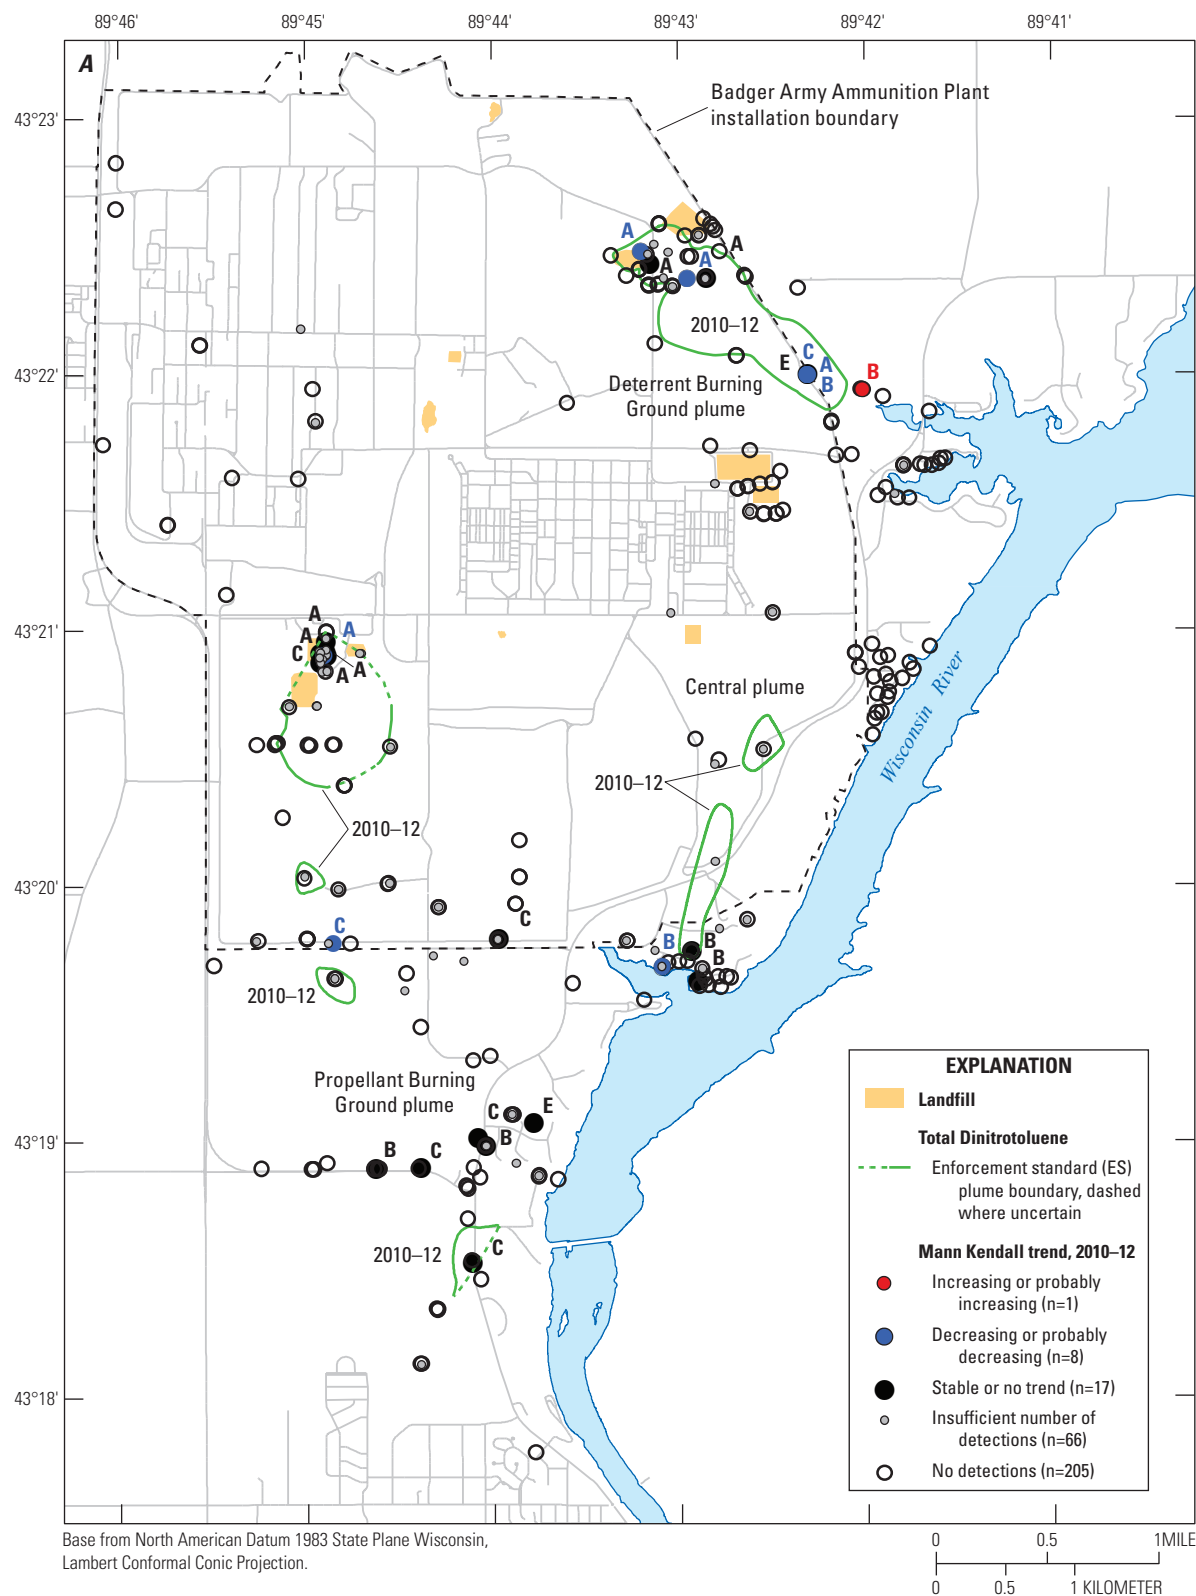 89°46' 89°45' 89°44' 89°43' 89°42' 89°41'
A
Badger Army Ammunition Plant
installation boundary
43°23'
A
A
A
A
2010–12
C
E
A
B
B
43°22'
Deterrent Burning
Ground plume
A
43°21'
A
A
C
A
A
Wisconsin River
Central plume
2010–12
2010–12
43°20'
C
C
B
B
B
2010–12
Propellant Burning
Ground plume
C
E
B
43°19'
B
C
2010–12
C
43°18'
EXPLANATION
Landfill
Total Dinitrotoluene
Enforcement standard (ES)
plume boundary, dashed
where uncertain
Mann Kendall trend, 2010–12
Increasing or probably
increasing (n=1)
Decreasing or probably
decreasing (n=8)
Stable or no trend (n=17)
Insufficient number of
detections (n=66)
No detections (n=205)
Base from North American Datum 1983 State Plane Wisconsin,
Lambert Conformal Conic Projection.
0 0.5 1 MILE
0 0.5 1 KILOMETER